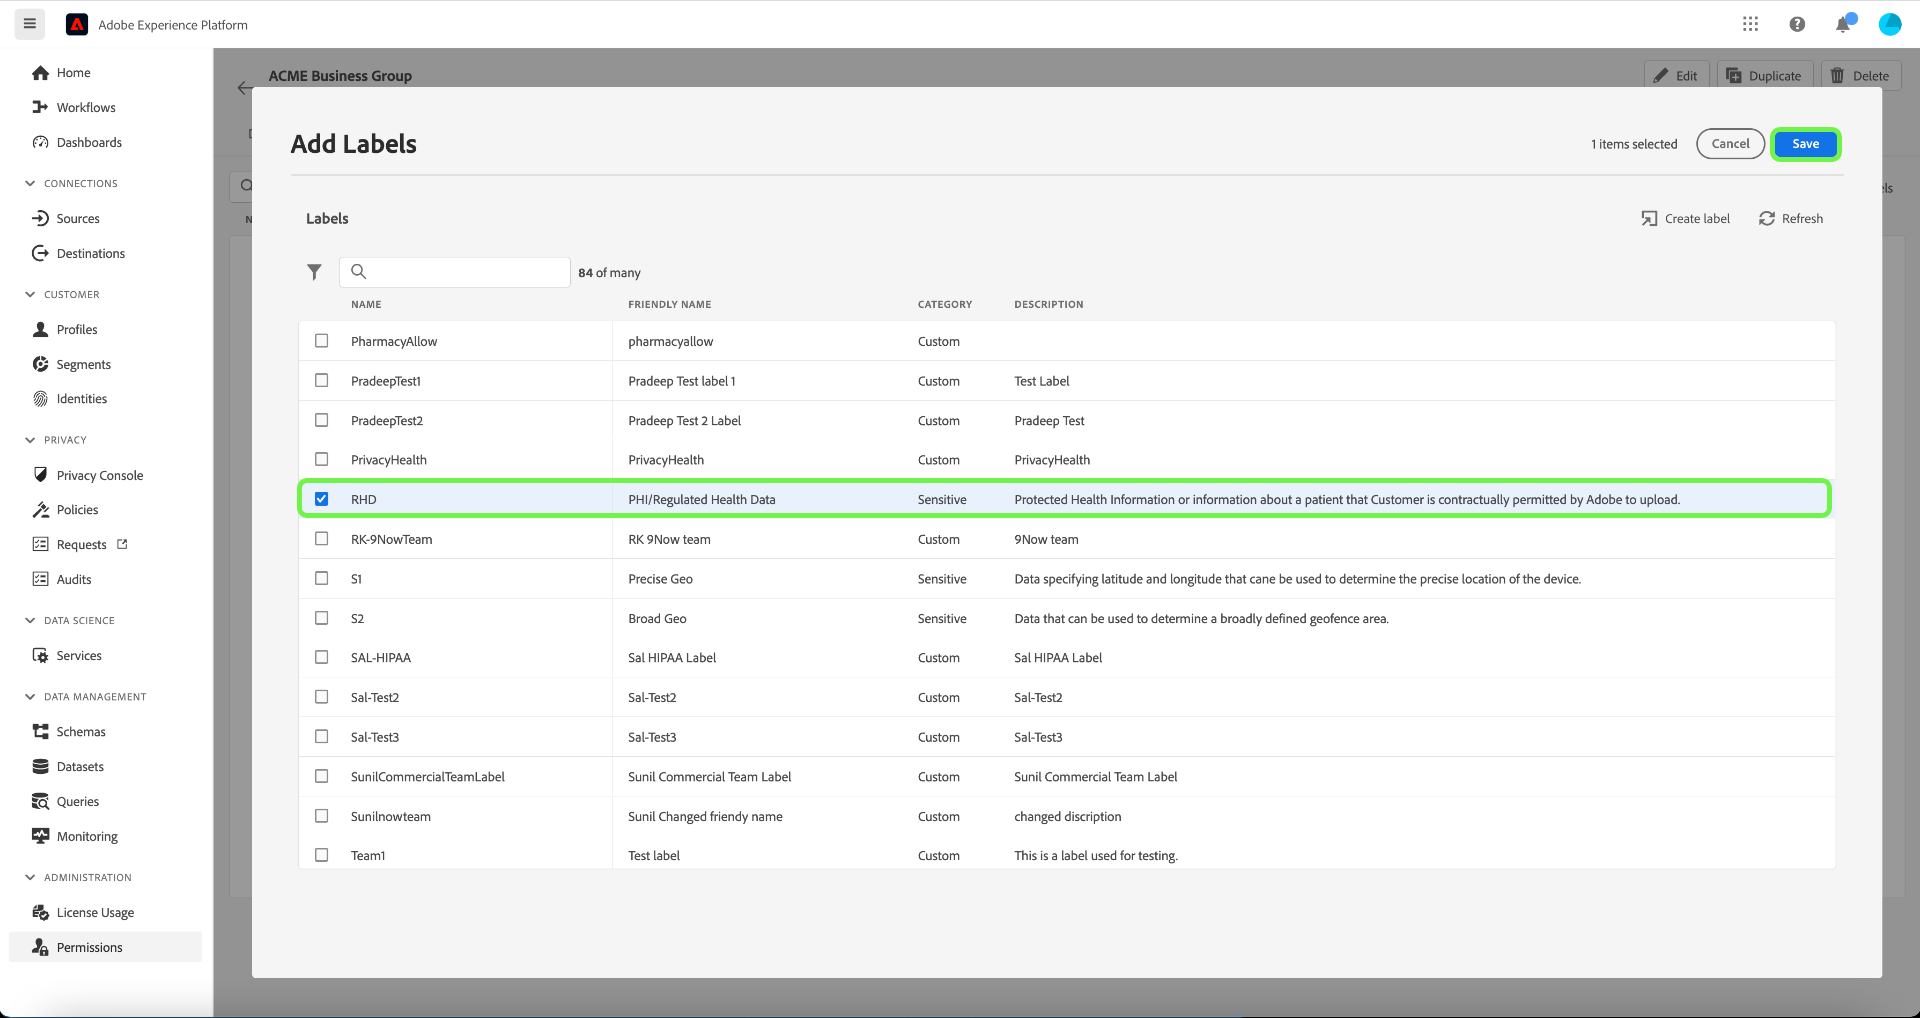 Adobe Experience Platform
Home
Workflows
Dashboards
CONNECTIONS
Sources
Destinations
CUSTOMER
Profiles
Segments
Identities
PRIVACY
Privacy Console
Policies
Requests
Audits
DATA SCIENCE
Services
DATA MANAGEMENT
Schemas
Datasets
Queries
Monitoring
ADMINISTRATION
License Usage
Permissions
ACME Business Group
Edit Duplicate Delete
Add Labels
1 items selected Cancel Save
Labels
Create label Refresh
84 of many
NAME FRIENDLY NAME CATEGORY DESCRIPTION
PharmacyAllow pharmacyallow Custom
PradeepTest1 Pradeep Test label 1 Custom Test Label
PradeepTest2 Pradeep Test 2 Label Custom Pradeep Test
PrivacyHealth PrivacyHealth Custom PrivacyHealth
RHD PHI/Regulated Health Data Sensitive Protected Health Information or information about a patient that Customer is contractually permitted by Adobe to upload.
RK-9NowTeam RK 9Now team Custom 9Now team
S1 Precise Geo Sensitive Data specifying latitude and longitude that cane be used to determine the precise location of the device.
S2 Broad Geo Sensitive Data that can be used to determine a broadly defined geofence area.
SAL-HIPAA Sal HIPAA Label Custom Sal HIPAA Label
Sal-Test2 Sal-Test2 Custom Sal-Test2
Sal-Test3 Sal-Test3 Custom Sal-Test3
SunilCommercialTeamLabel Sunil Commercial Team Label Custom Sunil Commercial Team Label
Sunilnowteam Sunil Changed friendy name Custom changed discription
Team1 Test label Custom This is a label used for testing.